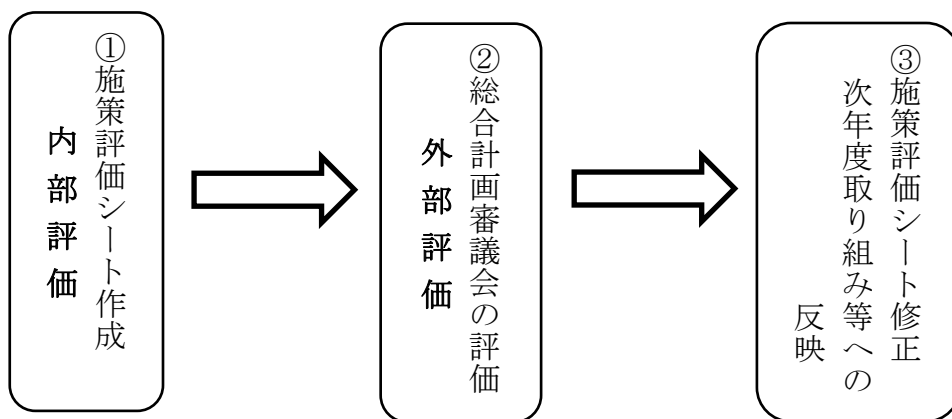 ①施策評価シート作成
内部評価
②総合計画審議会の評価
外部評価
③施策評価シート修正
次年度取り組み等への
反映